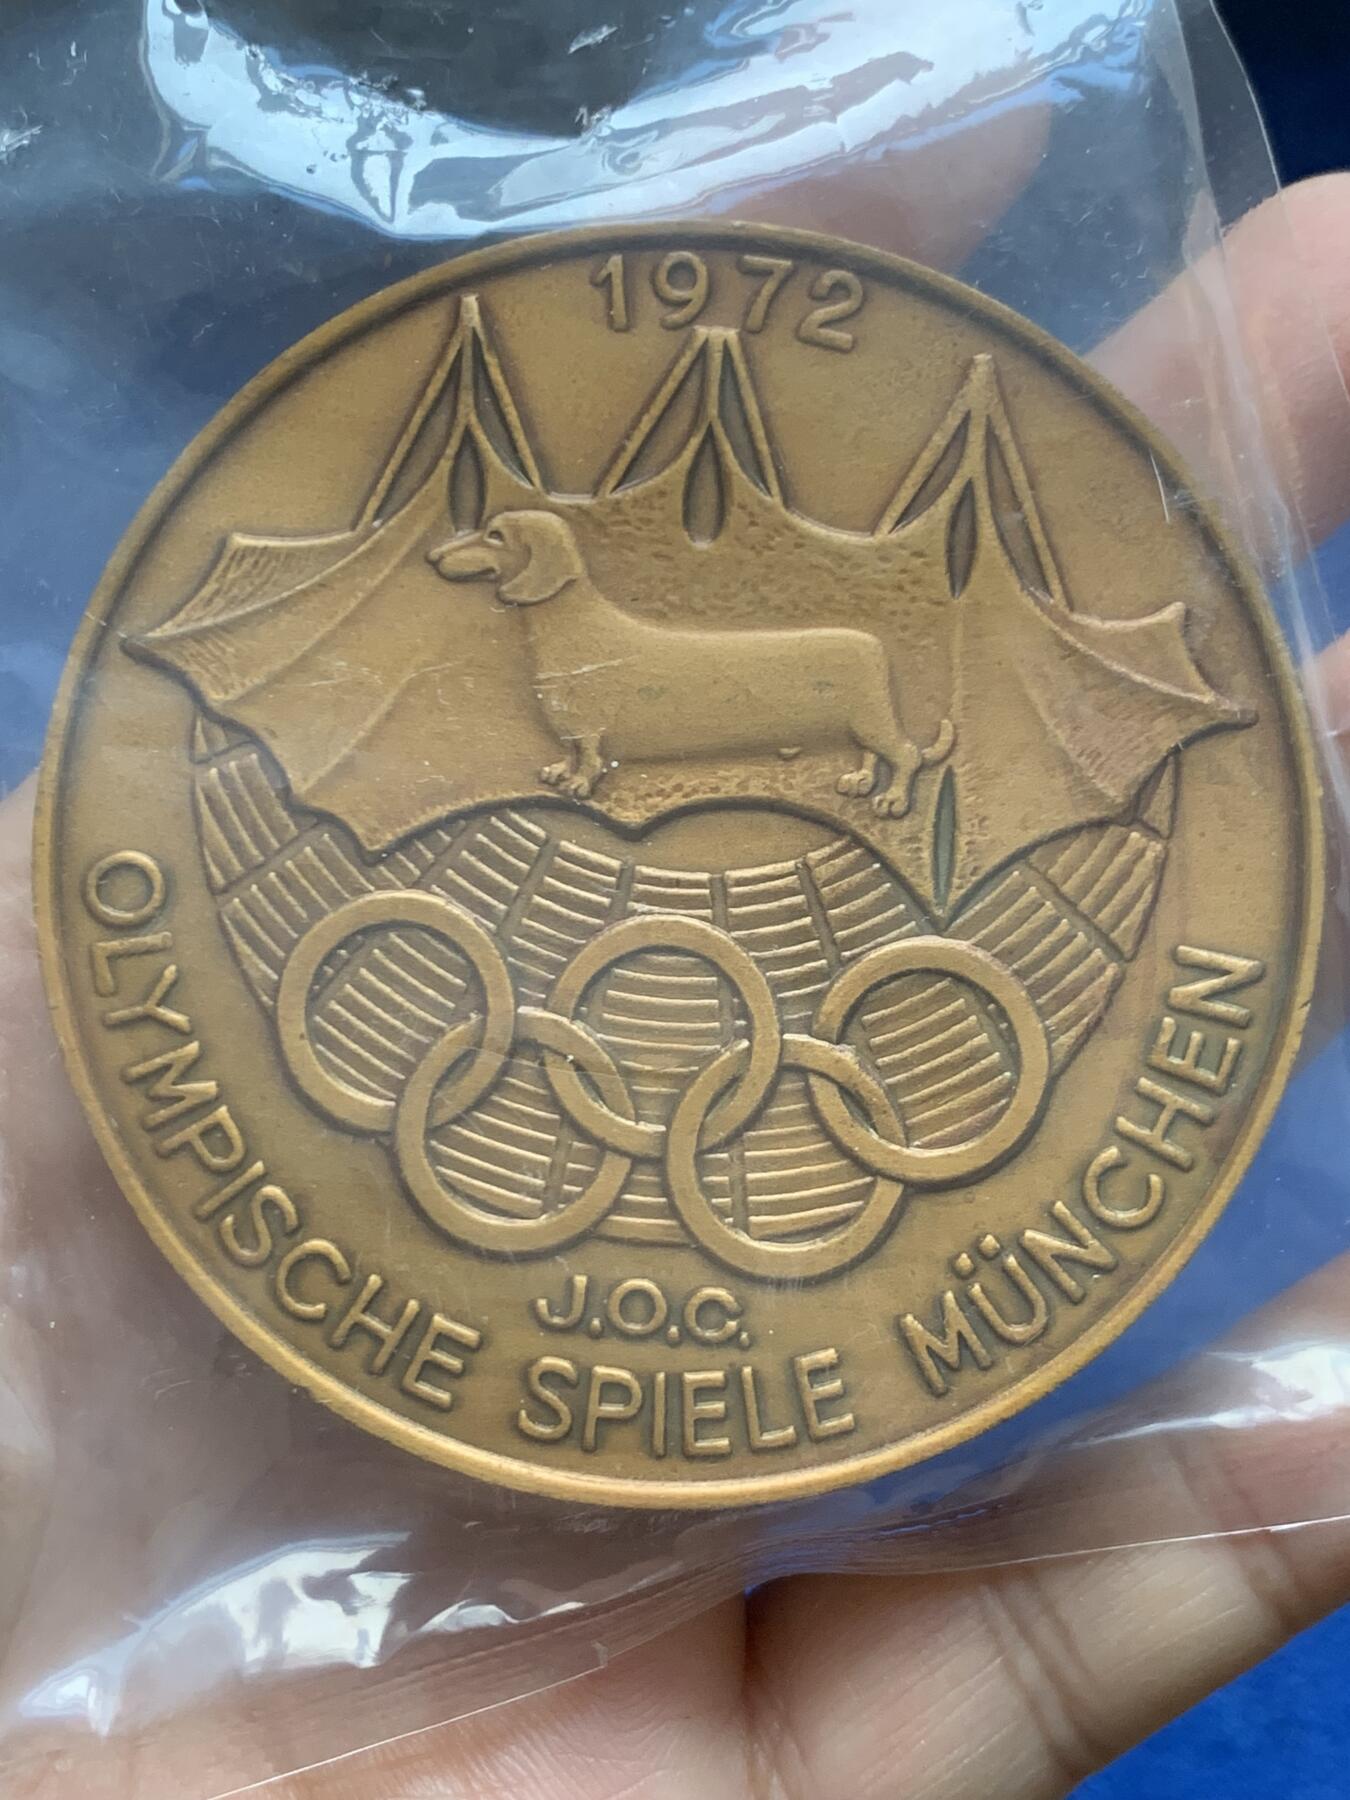 1972
J.O.C.
OLYMPISCHE SPIELE MÜNCHEN